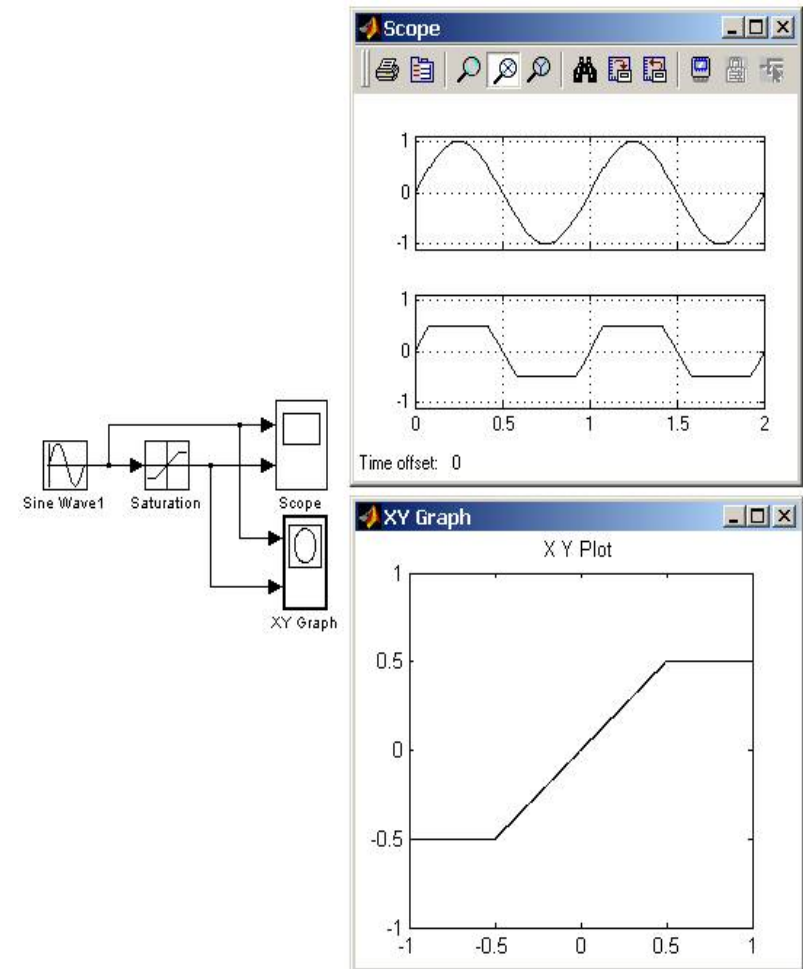 Scope
1
0
-1
1
0
-1
0 0.5 1 1.5 2
Time offset: 0
Sine Wave1 Saturation Scope
XY Graph
XY Graph
X Y Plot
1
0.5
0
-0.5
-1
-1 -0.5 0 0.5 1